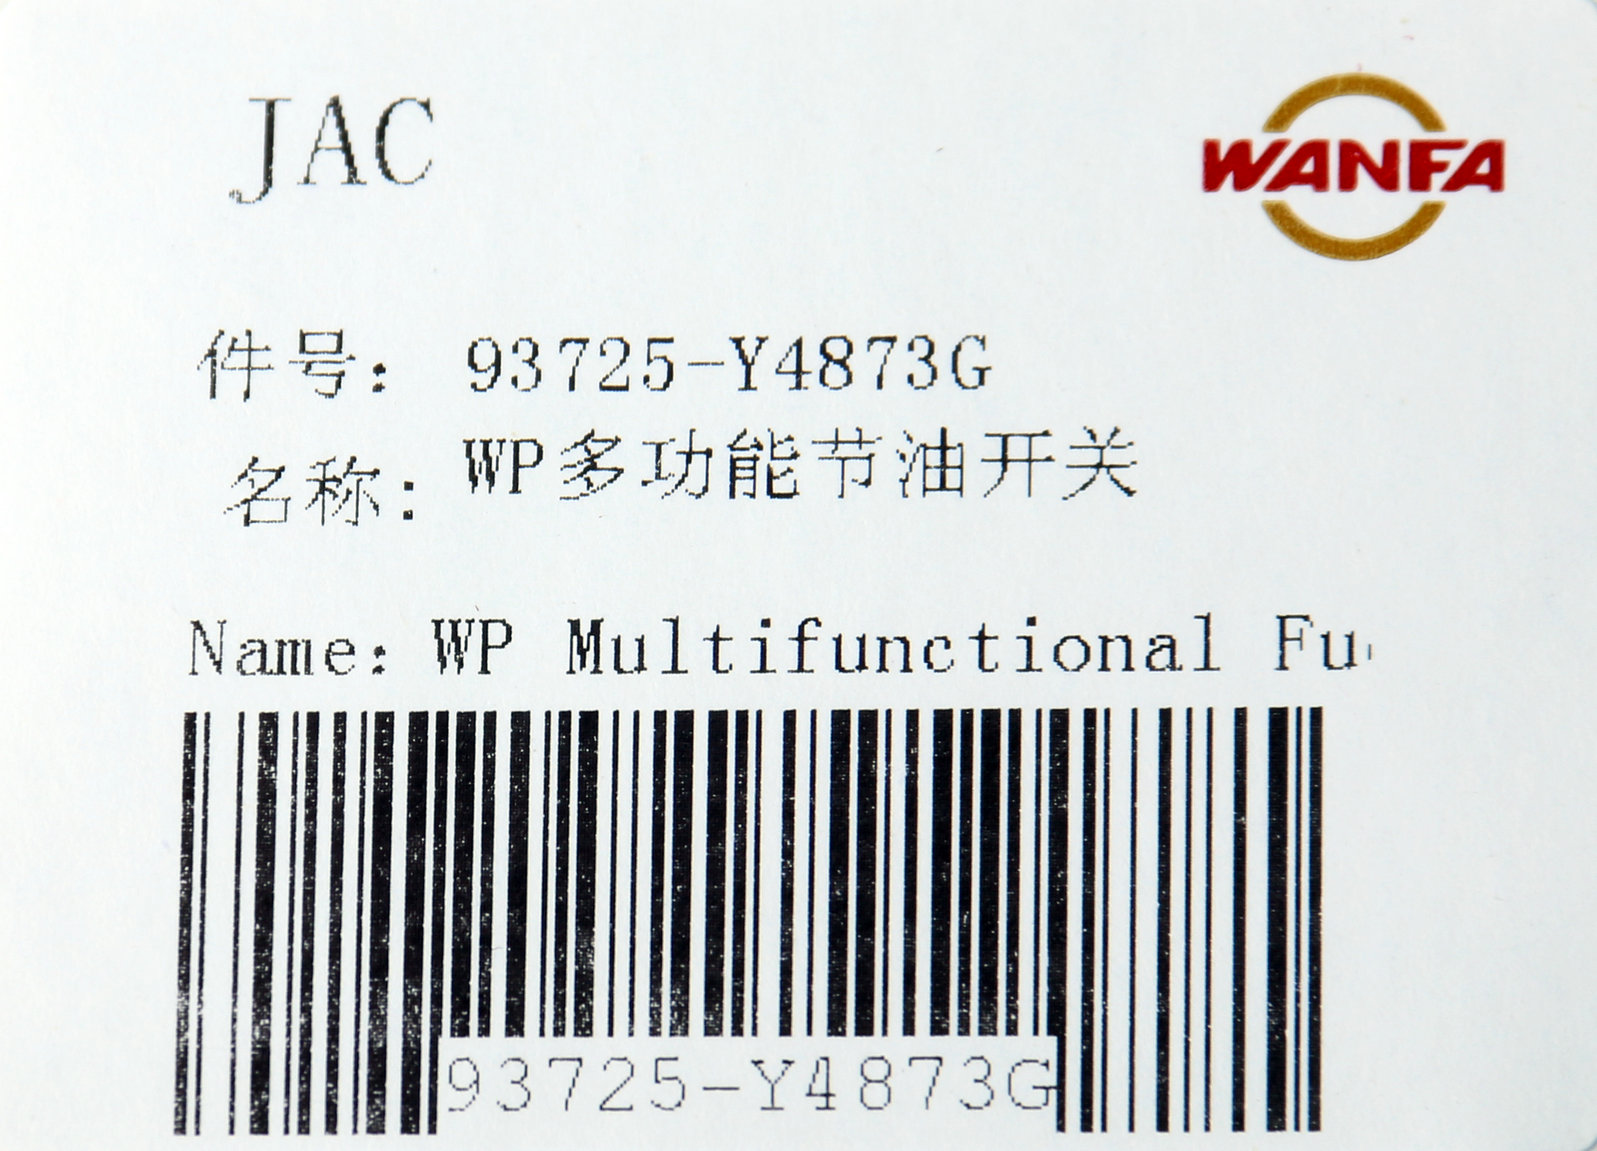 JAC
WANFA
件号: 93725-Y4873G
名称: WP多功能节油开关
Name: WP Multifunctional
93725-Y4873G